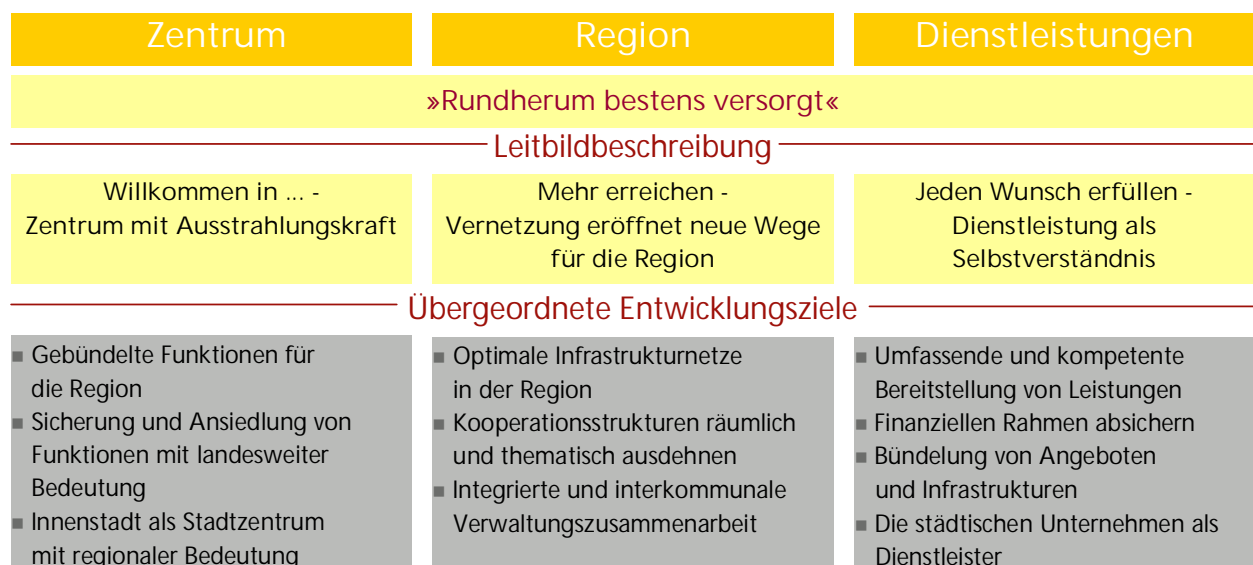 Zentrum
Region
Dienstleistungen
»Rundherum bestens versorgt«
Leitbildbeschreibung
Willkommen in ... -
Zentrum mit Ausstrahlungskraft
Mehr erreichen -
Vernetzung eröffnet neue Wege
für die Region
Jeden Wunsch erfüllen -
Dienstleistung als
Selbstverständnis
Übergeordnete Entwicklungsziele
■ Gebündelte Funktionen für
die Region
■ Sicherung und Ansiedlung von
Funktionen mit landesweiter
Bedeutung
■ Innenstadt als Stadtzentrum
mit regionaler Bedeutung
■ Optimale Infrastrukturnetze
in der Region
■ Kooperationsstrukturen räumlich
und thematisch ausdehnen
■ Integrierte und interkommunale
Verwaltungszusammenarbeit
■ Umfassende und kompetente
Bereitstellung von Leistungen
■ Finanziellen Rahmen absichern
■ Bündelung von Angeboten
und Infrastrukturen
■ Die städtischen Unternehmen als
Dienstleister